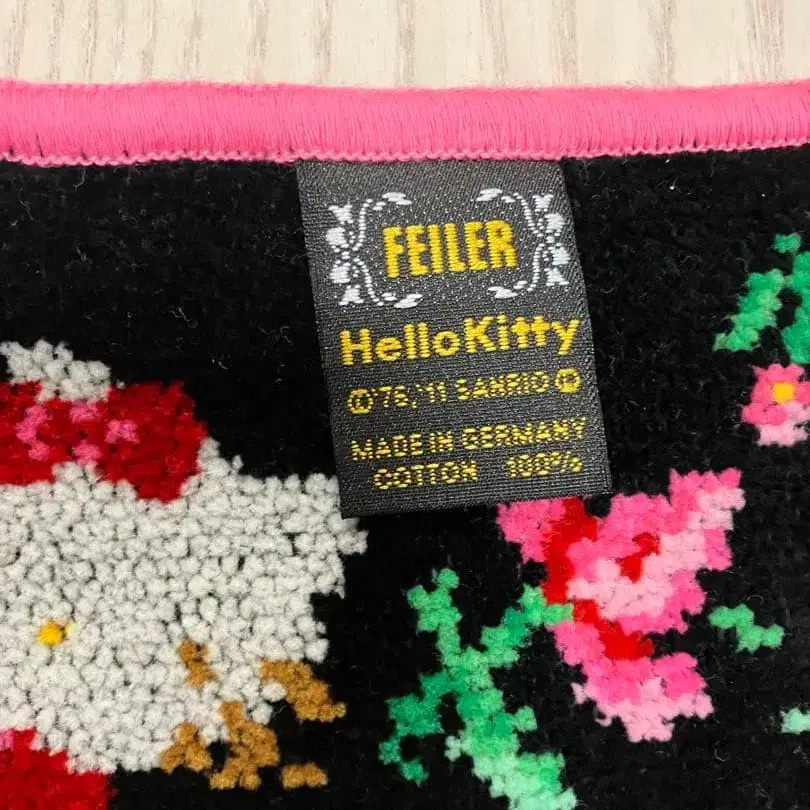 FEILER
HelloKitty
©'76,'11 SANRIO Ⓛ
MADE IN GERMANY
COTTON 100%